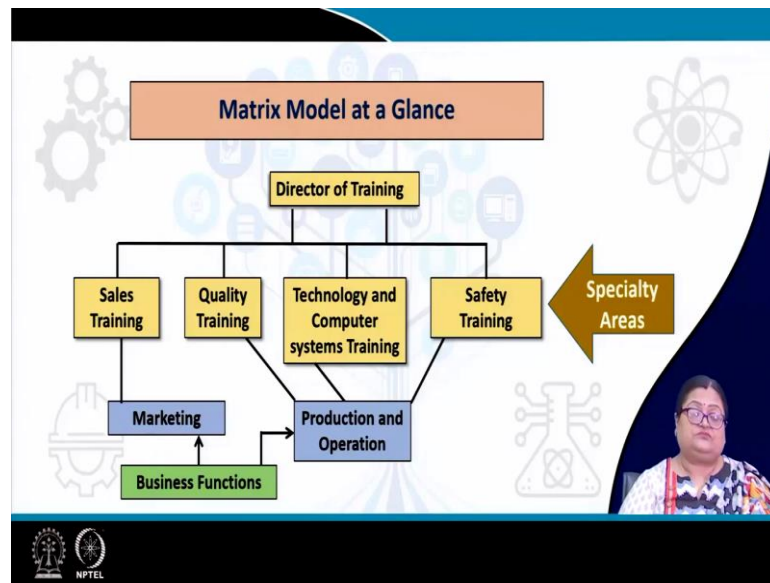 Matrix Model at a Glance
Director of Training
Sales
Training
Quality
Training
Technology and
Computer
systems Training
Safety
Training
Specialty
Areas
Marketing
Production and
Operation
Business Functions
NPTEL